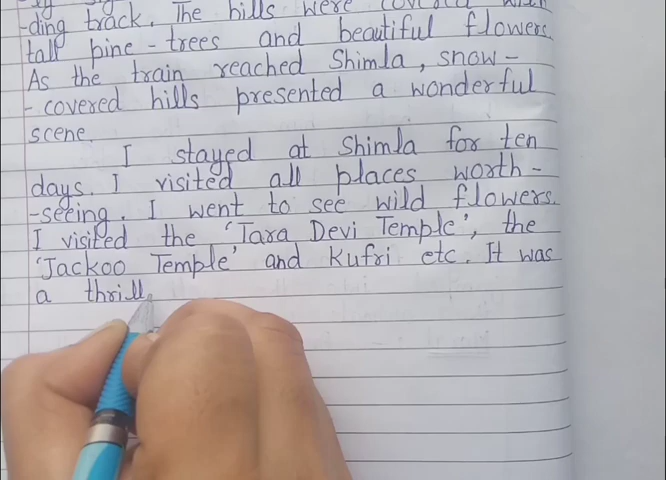 -ding track. The hills were covered with
tall pine-trees and beautiful flowers.
As the train reached Shimla, snow-
-covered hills presented a wonderful
scene.
I stayed at Shimla for ten
days. I visited all places worth-
-seeing. I went to see wild flowers.
I visited the 'Tara Devi Temple', the
'Jackoo Temple' and Kufri etc. It was
a thrill